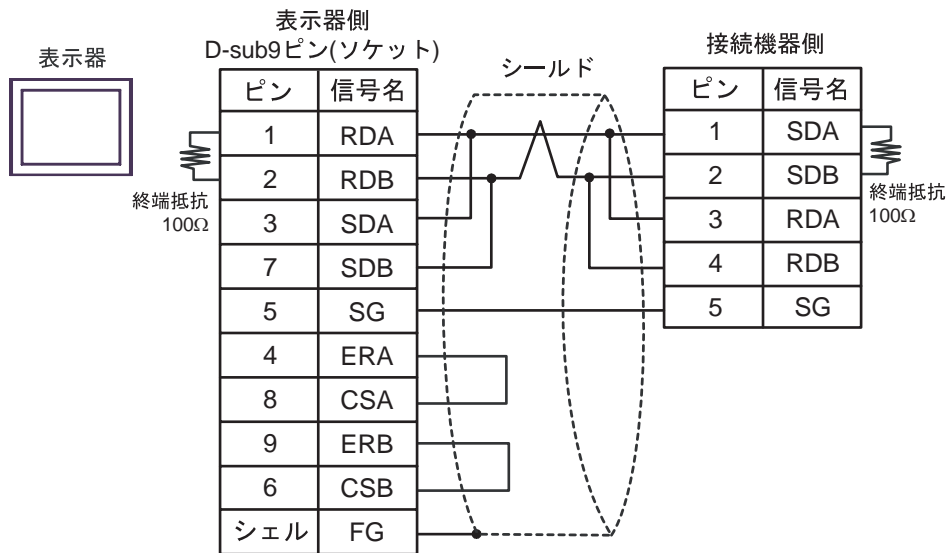 表示器
表示器側
D-sub9ピン(ソケット)
ピン 信号名
1 RDA
2 RDB
3 SDA
7 SDB
5 SG
4 ERA
8 CSA
9 ERB
6 CSB
シェル FG
終端抵抗
100Ω
シールド
接続機器側
ピン 信号名
1 SDA
2 SDB
3 RDA
4 RDB
5 SG
終端抵抗
100Ω